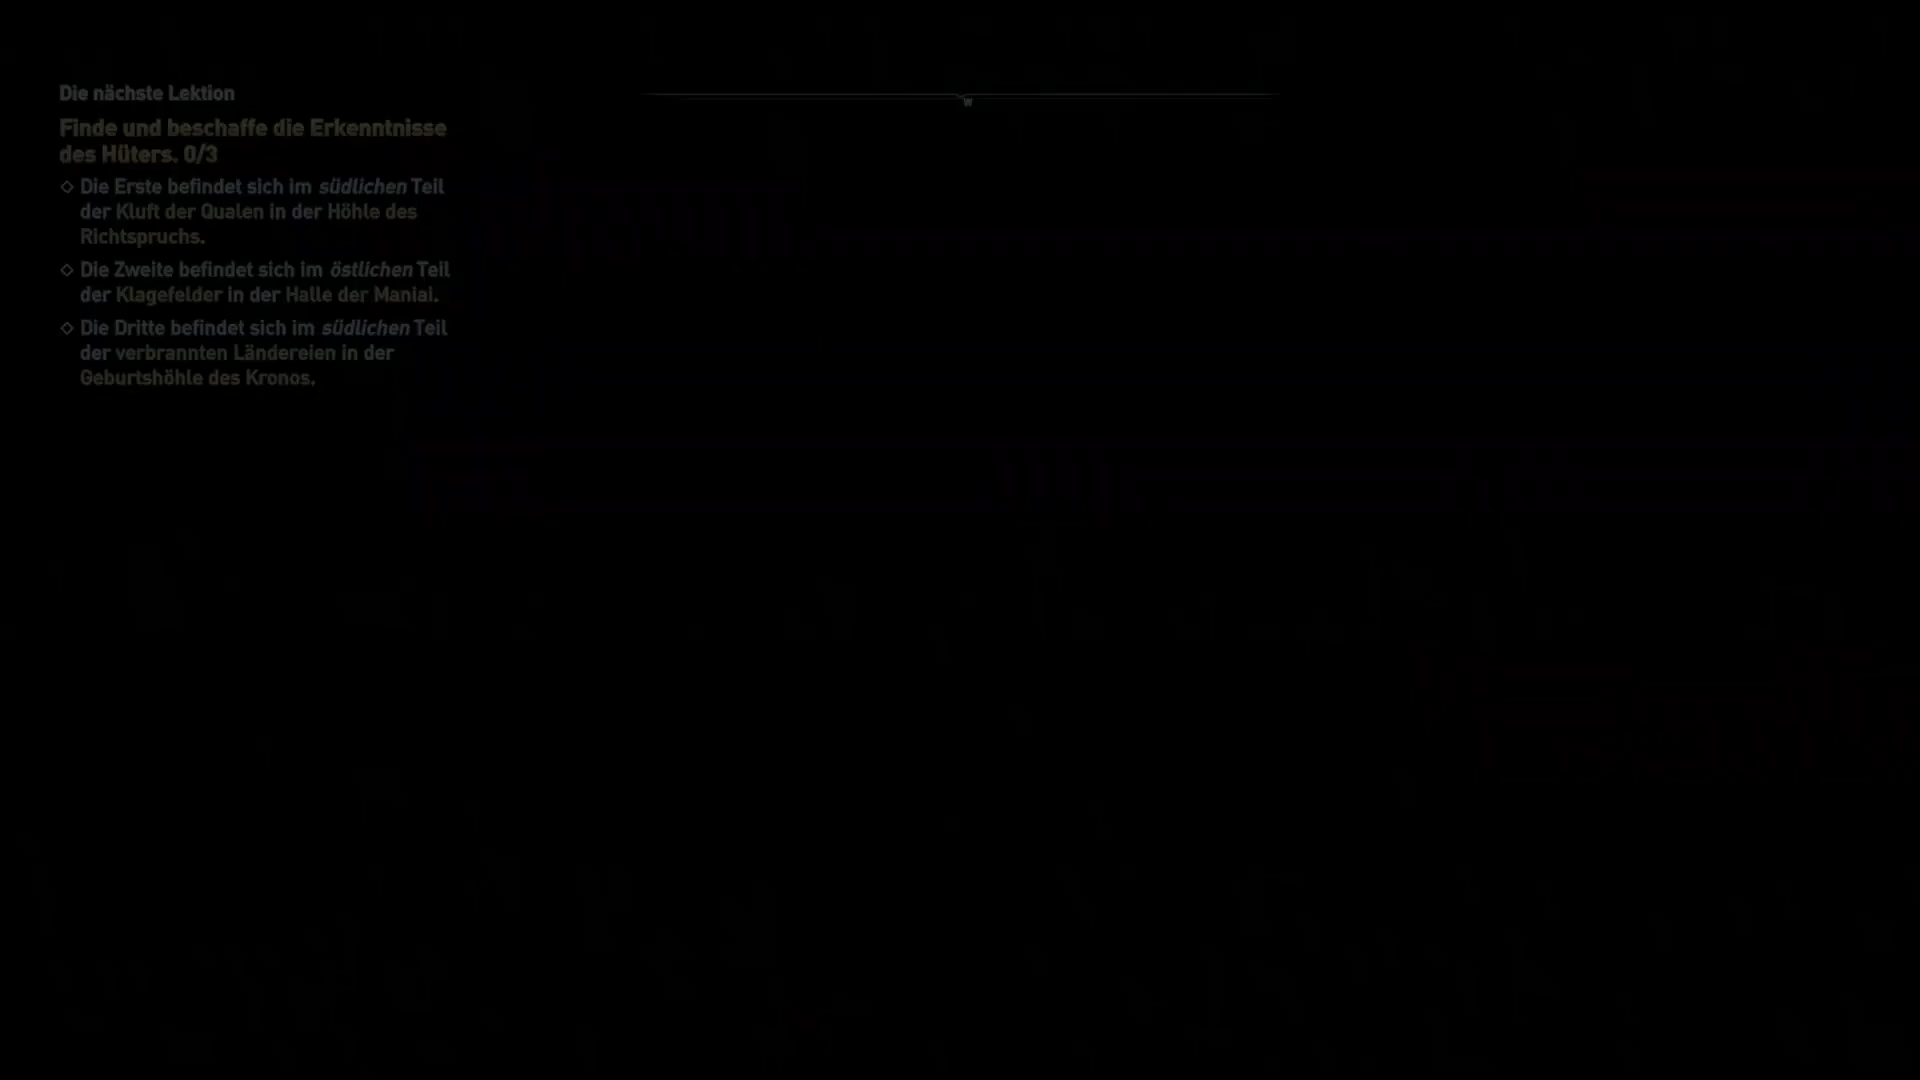 Die nächste Lektion
W
Finde und beschaffe die Erkenntnisse
des Hüters. 0/3
Die Erste befindet sich im südlichen Teil
der Kluft der Qualen in der Höhle des
Richtspruchs.
Die Zweite befindet sich im östlichen Teil
der Klagefelder in der Halle der Maniai.
Die Dritte befindet sich im südlichen Teil
der verbrannten Ländereien in der
Geburtshöhle des Kronos.